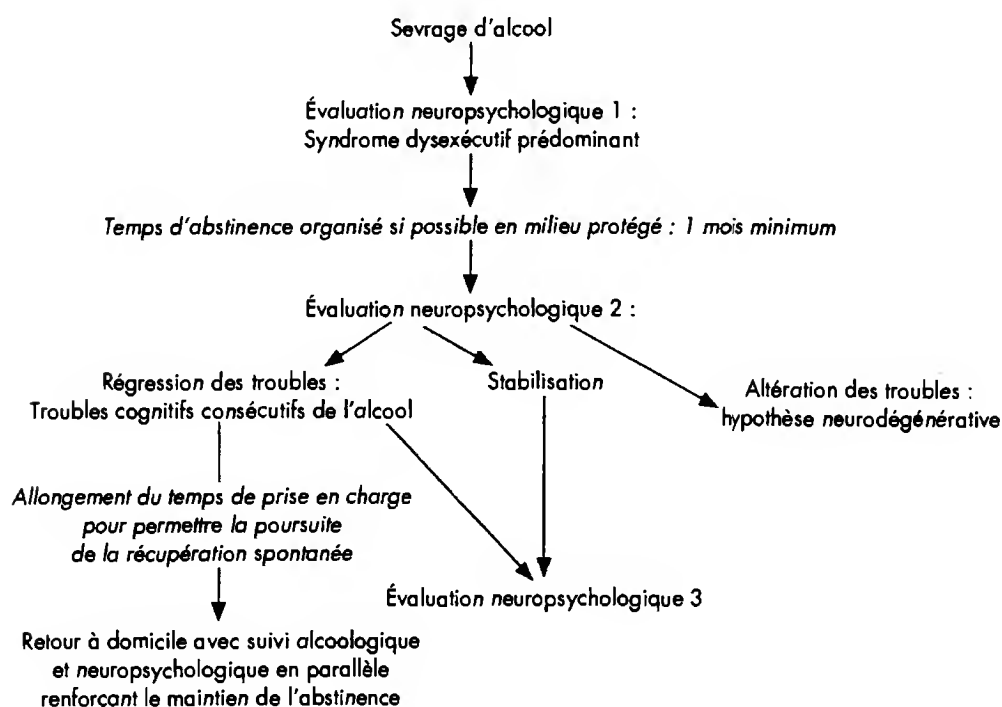 Sevrage d'alcool
Évaluation neuropsychologique 1 :
Syndrome dysexécutif prédominant
Temps d'abstinence organisé si possible en milieu protégé : 1 mois minimum
Évaluation neuropsychologique 2 :
Régression des troubles :
Troubles cognitifs consécutifs de l'alcool
Stabilisation
Altération des troubles :
hypothèse neurodégénérative
Allongement du temps de prise en charge
pour permettre la poursuite
de la récupération spontanée
Évaluation neuropsychologique 3
Retour à domicile avec suivi alcoologique
et neuropsychologique en parallèle
renforçant le maintien de l'abstinence